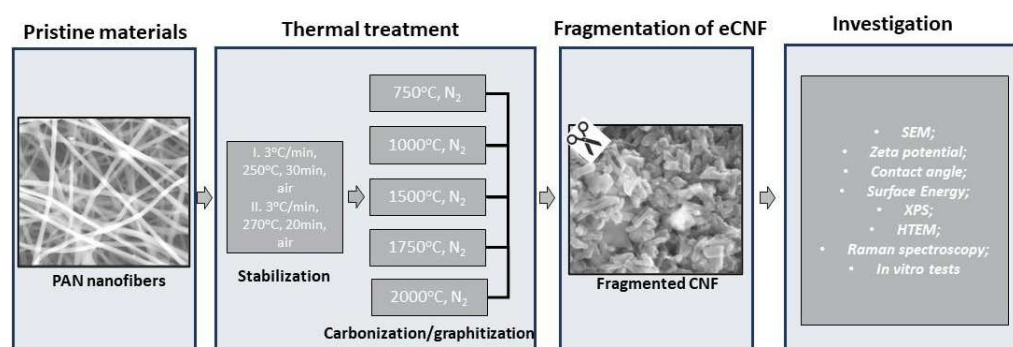 Pristine materials
PAN nanofibers
Thermal treatment
I. 3°C/min,
250°C, 30min,
air
II. 3°C/min,
270°C, 20min,
air
Stabilization
750°C, N₂
1000°C, N₂
1500°C, N₂
1750°C, N₂
2000°C, N₂
Carbonization/graphitization
Fragmentation of eCNF
Fragmented CNF
Investigation
• SEM;
• Zeta potential;
• Contact angle;
• Surface Energy;
• XPS;
• HTEM;
• Raman spectroscopy;
• In vitro tests